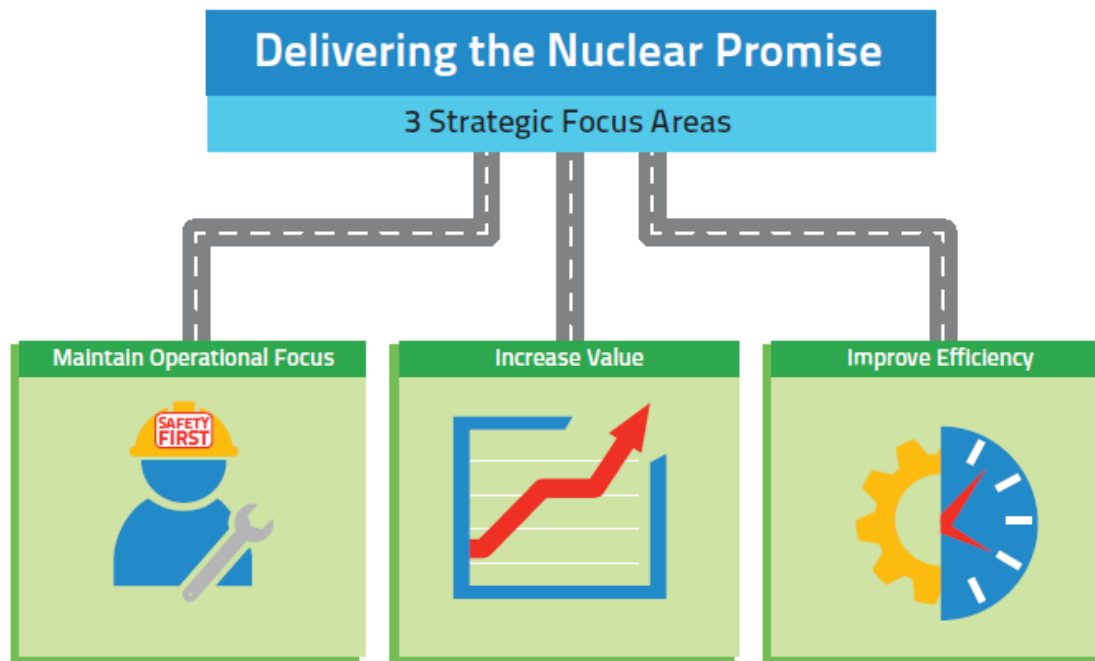 Delivering the Nuclear Promise
3 Strategic Focus Areas
Maintain Operational Focus
Increase Value
Improve Efficiency
SAFETY
FIRST